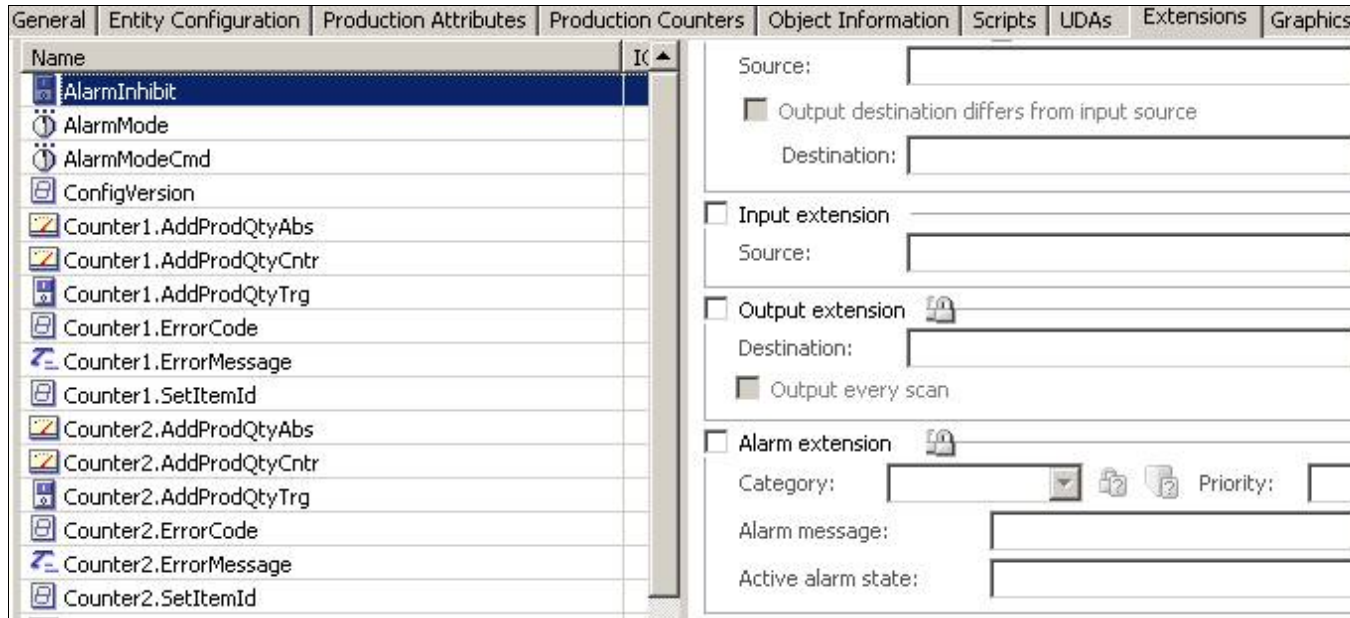 General Entity Configuration Production Attributes Production Counters Object Information Scripts UDAs Extensions Graphics
Name
AlarmInhibit
AlarmMode
AlarmModeCmd
ConfigVersion
Counter1.AddProdQtyAbs
Counter1.AddProdQtyCntr
Counter1.AddProdQtyTrg
Counter1.ErrorCode
Counter1.ErrorMessage
Counter1.SetItemId
Counter2.AddProdQtyAbs
Counter2.AddProdQtyCntr
Counter2.AddProdQtyTrg
Counter2.ErrorCode
Counter2.ErrorMessage
Counter2.SetItemId
Source:
Output destination differs from input source
Destination:
Input extension
Source:
Output extension
Destination:
Output every scan
Alarm extension
Category: Priority:
Alarm message:
Active alarm state: